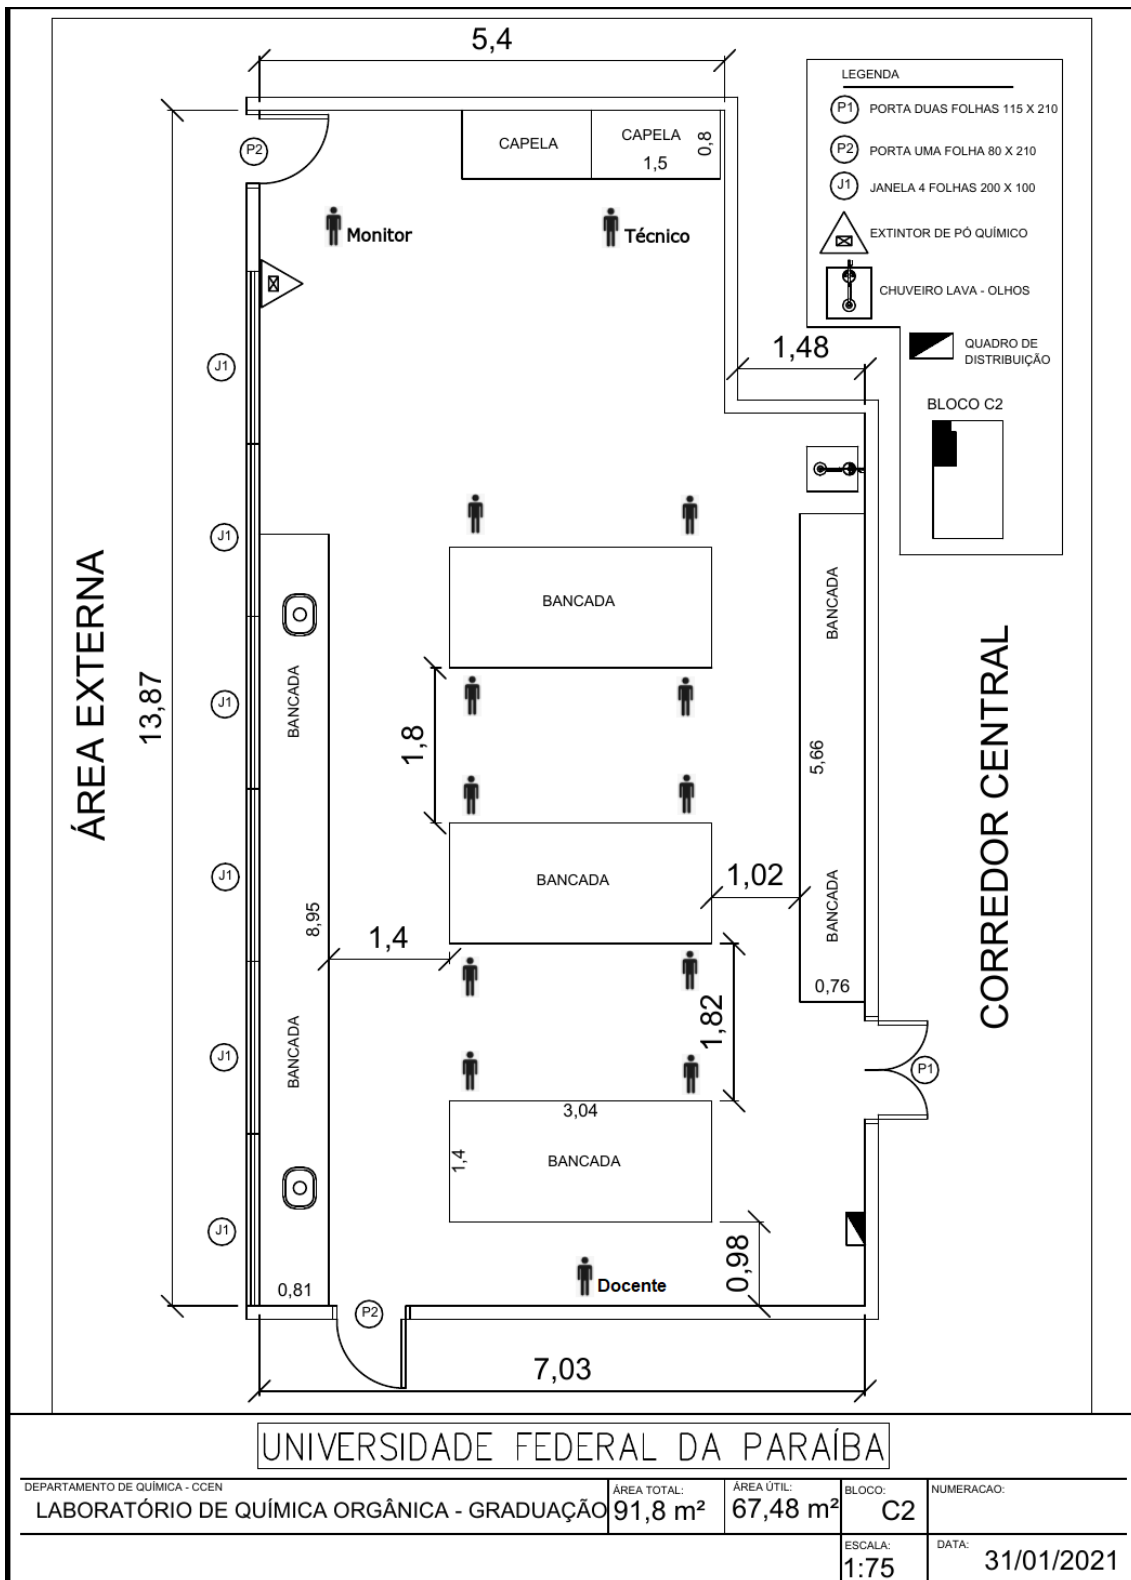 5,4
LEGENDA
P1 PORTA DUAS FOLHAS 115 X 210
P2 PORTA UMA FOLHA 80 X 210
J1 JANELA 4 FOLHAS 200 X 100
EXTINTOR DE PÓ QUÍMICO
CHUVEIRO LAVA - OLHOS
QUADRO DE
DISTRIBUIÇÃO
BLOCO C2
P2
CAPELA
CAPELA
1,5
0,8
Monitor
Técnico
1,48
J1
J1
J1
J1
J1
J1
ÁREA EXTERNA
13,87
BANCADA
BANCADA
8,95
0,81
BANCADA
1,8
BANCADA
1,4
1,02
1,82
3,04
1,4
BANCADA
0,98
Docente
BANCADA
5,66
BANCADA
0,76
CORREDOR CENTRAL
P1
P2
7,03
UNIVERSIDADE FEDERAL DA PARAÍBA
DEPARTAMENTO DE QUÍMICA - CCEN
LABORATÓRIO DE QUÍMICA ORGÂNICA - GRADUAÇÃO
ÁREA TOTAL:
91,8 m²
ÁREA ÚTIL:
67,48 m²
BLOCO:
C2
NUMERACAO:
ESCALA:
1:75
DATA:
31/01/2021